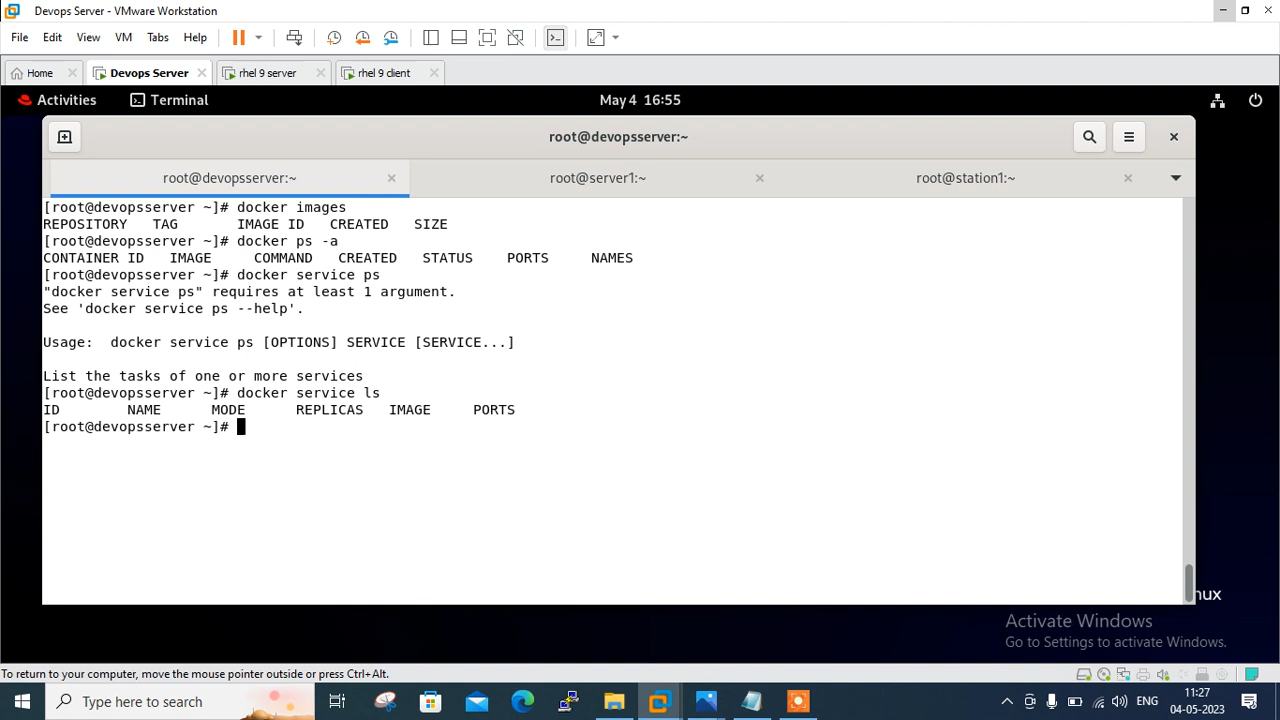 Devops Server - VMware Workstation
File Edit View VM Tabs Help
Home Devops Server rhel 9 server rhel 9 client
Activities Terminal May 4 16:55
root@devopsserver:~
root@devopsserver:~ root@server1:~ root@station1:~
[root@devopsserver ~]# docker images
REPOSITORY TAG IMAGE ID CREATED SIZE
[root@devopsserver ~]# docker ps -a
CONTAINER ID IMAGE COMMAND CREATED STATUS PORTS NAMES
[root@devopsserver ~]# docker service ps
"docker service ps" requires at least 1 argument.
See 'docker service ps --help'.
Usage: docker service ps [OPTIONS] SERVICE [SERVICE...]
List the tasks of one or more services
[root@devopsserver ~]# docker service ls
ID NAME MODE REPLICAS IMAGE PORTS
[root@devopsserver ~]#
nux
Activate Windows
Go to Settings to activate Windows.
To return to your computer, move the mouse pointer outside or press Ctrl+Alt.
Type here to search
ENG
11:27
04-05-2023